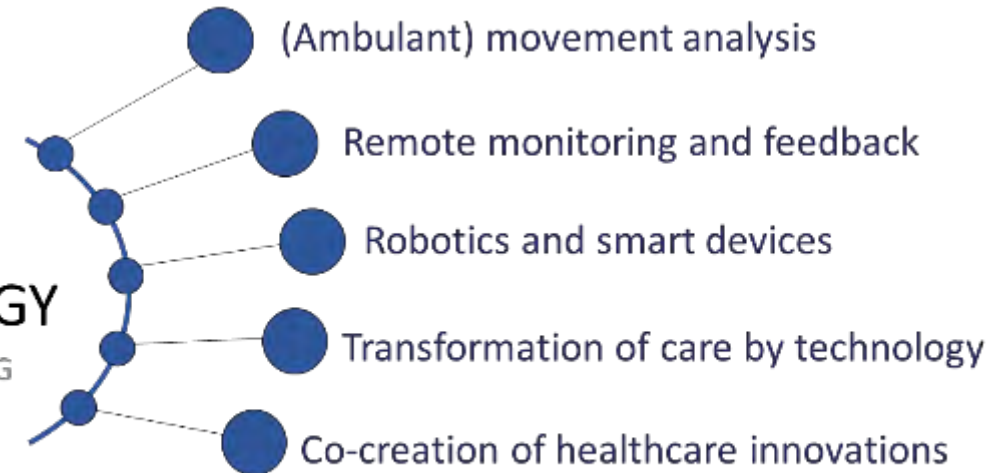 (Ambulant) movement analysis
Remote monitoring and feedback
Robotics and smart devices
GY
G
Transformation of care by technology
Co-creation of healthcare innovations